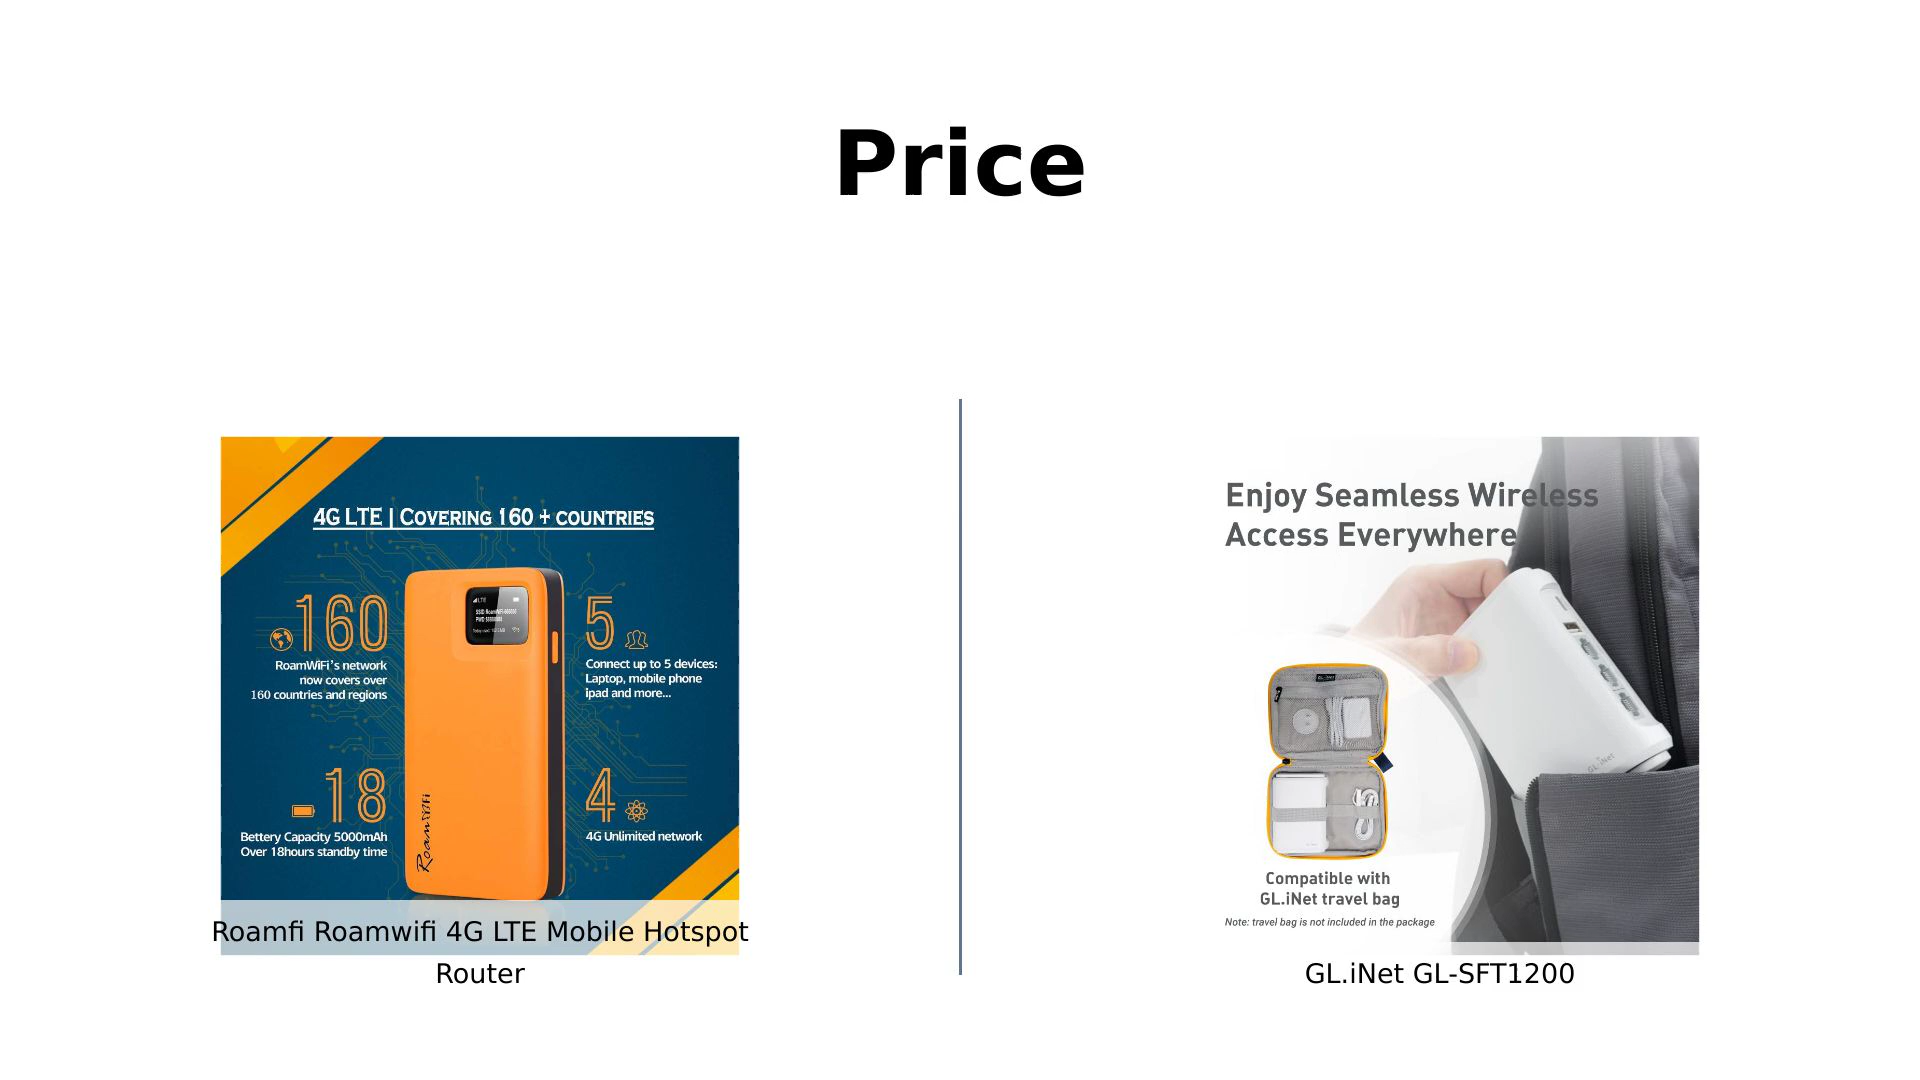 Price
4G LTE | COVERING 160 + COUNTRIES
160
RoamWiFi's network
now covers over
160 countries and regions
5
Connect up to 5 devices:
Laptop, mobile phone
ipad and more...
18
Bettery Capacity 5000mAh
Over 18hours standby time
4
4G Unlimited network
RoamWiFi
Roamfi Roamwifi 4G LTE Mobile Hotspot
Router
Enjoy Seamless Wireless
Access Everywhere
GL.iNet
Compatible with
GL.iNet travel bag
Note: travel bag is not included in the package
GL.iNet GL-SFT1200